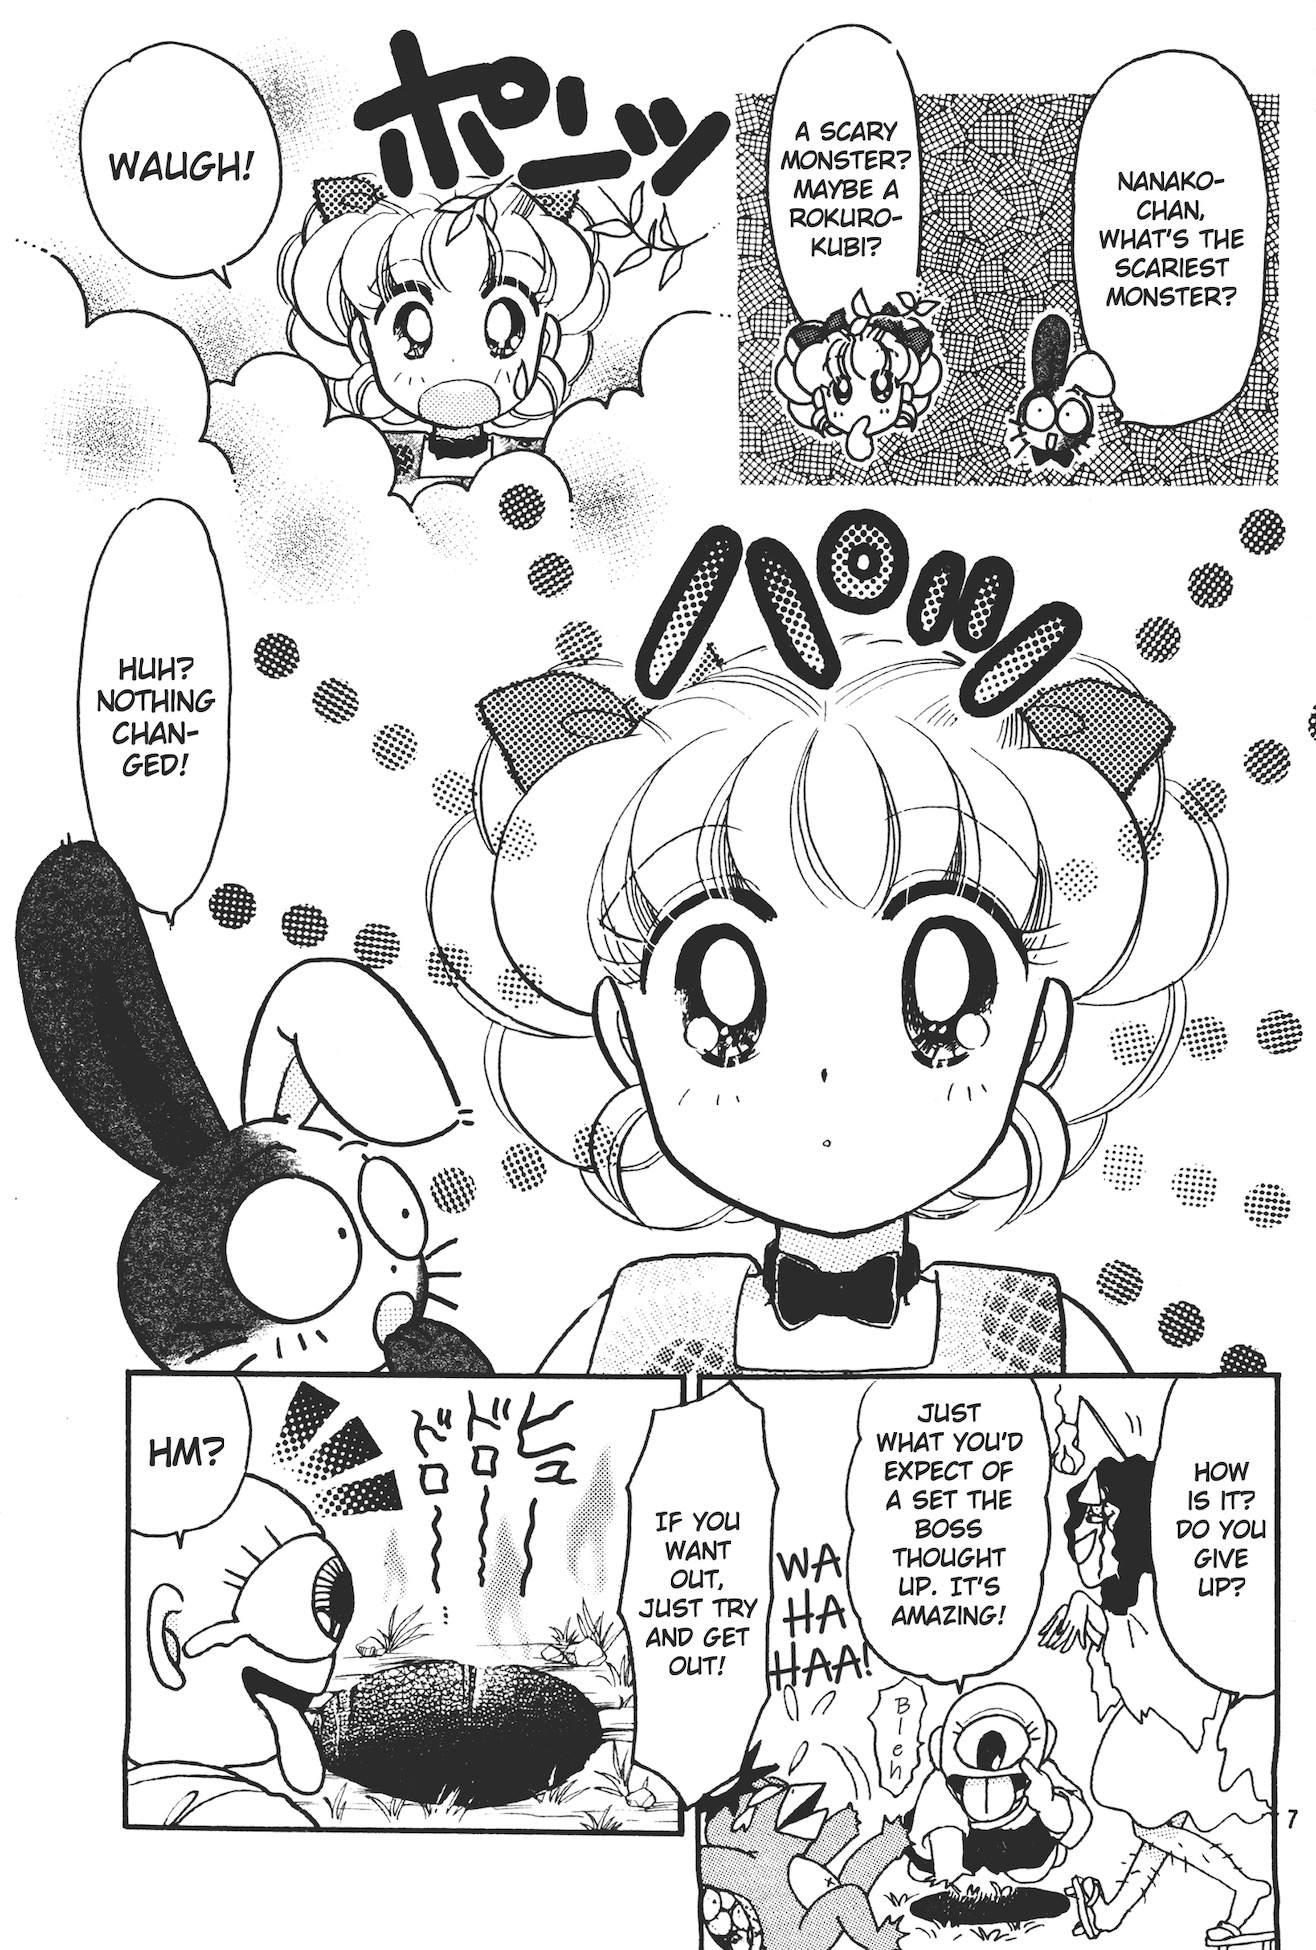 NANAKO-
CHAN,
WHAT'S THE
SCARIEST
MONSTER?
A SCARY
MONSTER?
MAYBE A
ROKURO-
KUBI?
ポンッ
WAUGH!
パッ
HUH?
NOTHING
CHAN-
GED!
HOW
IS IT?
DO YOU
GIVE
UP?
JUST
WHAT YOU'D
EXPECT OF
A SET THE
BOSS
THOUGHT
UP. IT'S
AMAZING!
Bleh
WA
HA
HAA!
IF YOU
WANT
OUT,
JUST TRY
AND GET
OUT!
ヒュ〜
ドロ〜
ドロ〜…
HM?
7